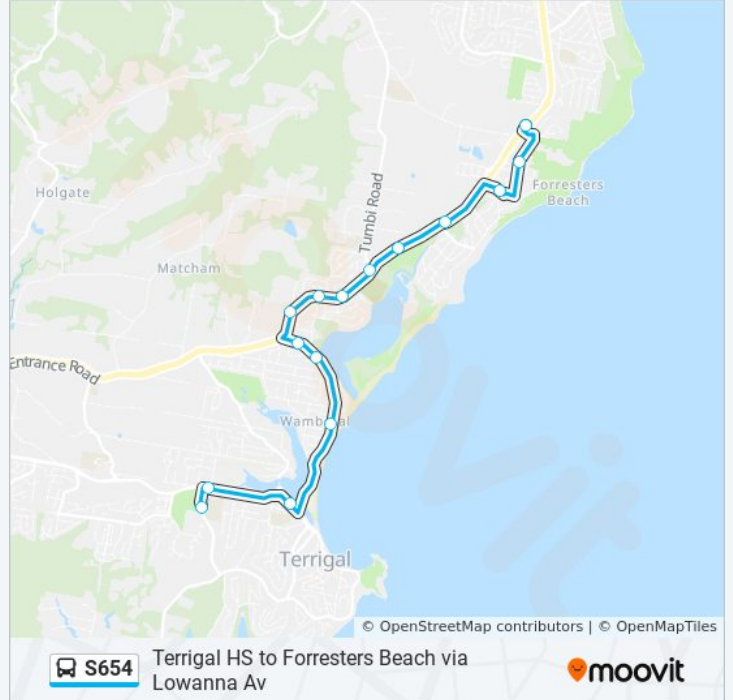 Tumbi Road
Holgate
Forresters
Beach
Matcham
Entrance Road
Wamberal
Terrigal
moovit
© OpenStreetMap contributors | © OpenMapTiles
S654
Terrigal HS to Forresters Beach via
Lowanna Av
moovit